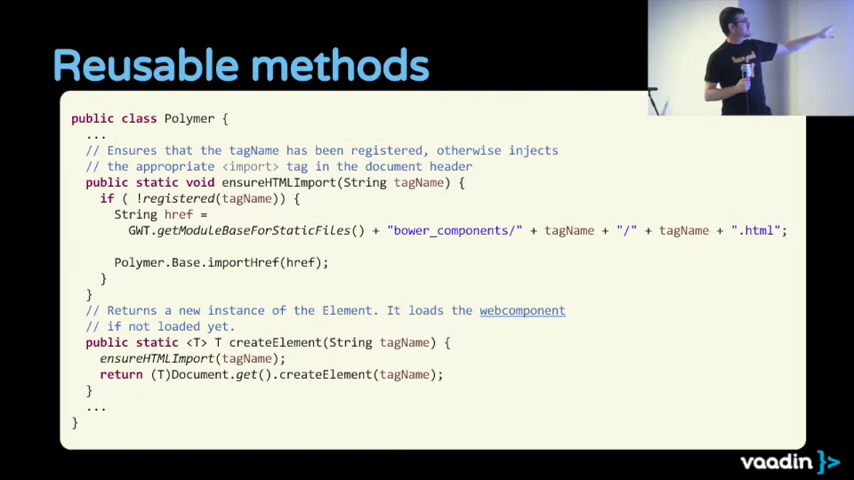 Reusable methods
public class Polymer {
...
// Ensures that the tagName has been registered, otherwise injects
// the appropriate <import> tag in the document header
public static void ensureHTMLImport(String tagName) {
if ( !registered(tagName)) {
String href =
GWT.getModuleBaseForStaticFiles() + "bower_components/" + tagName + "/" + tagName + ".html";
Polymer.Base.importHref(href);
}
}
// Returns a new instance of the Element. It loads the webcomponent
// if not loaded yet.
public static <T> T createElement(String tagName) {
ensureHTMLImport(tagName);
return (T)Document.get().createElement(tagName);
}
...
}
vaadin }>